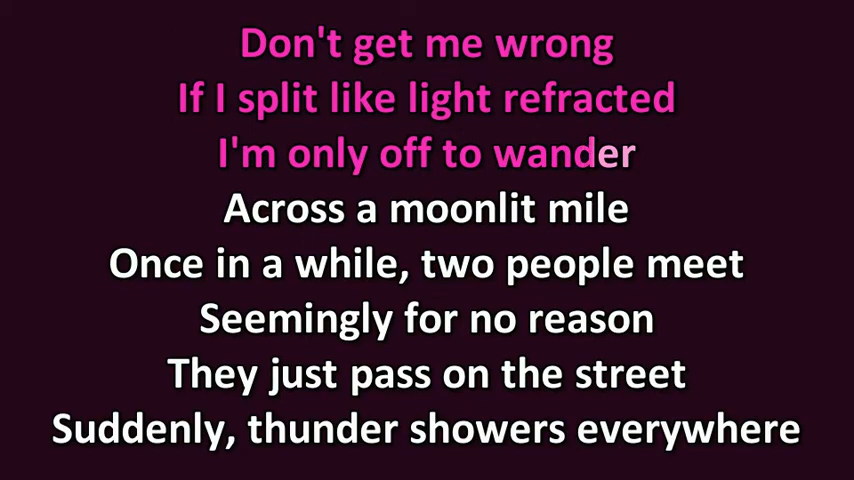 Don't get me wrong
If I split like light refracted
I'm only off to wander
Across a moonlit mile
Once in a while, two people meet
Seemingly for no reason
They just pass on the street
Suddenly, thunder showers everywhere